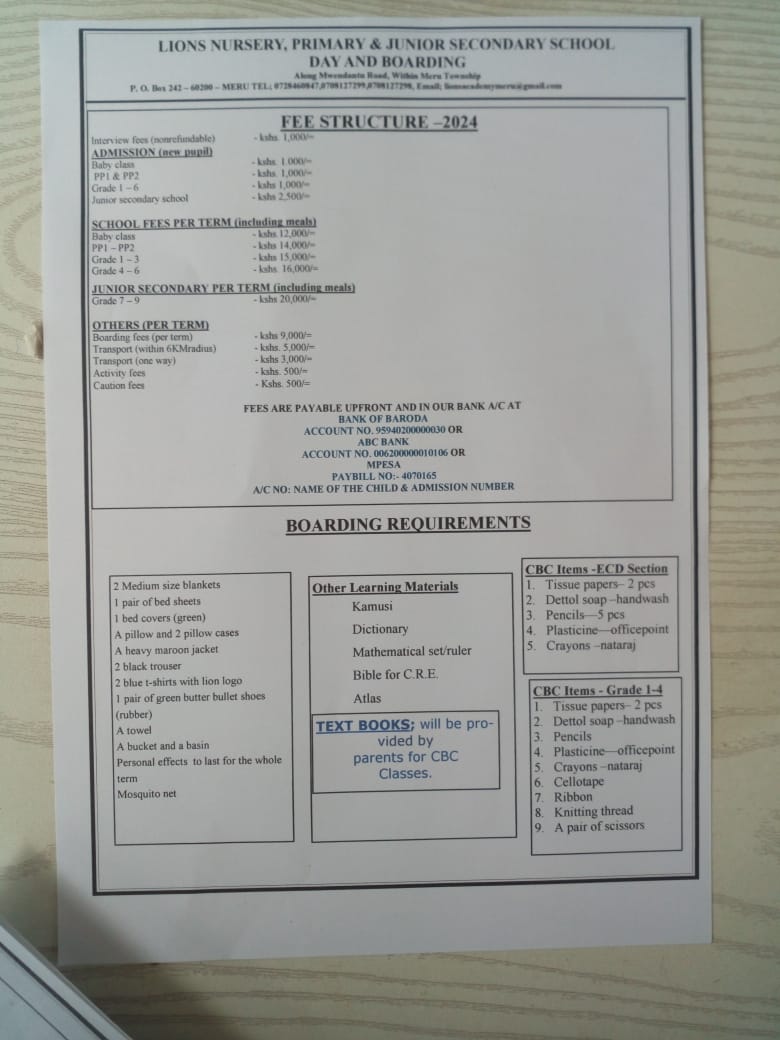 LIONS NURSERY, PRIMARY & JUNIOR SECONDARY SCHOOL
DAY AND BOARDING
Along Mwendantu Road, Within Meru Township
P. O. Box 242 – 60200 – MERU TEL; 0728460847,0708127299,0708127298, Email; lionsacademymeru@gmail.com
FEE STRUCTURE –2024
Interview fees (nonrefundable) - kshs. 1,000/=
ADMISSION (new pupil)
Baby class - kshs. 1.000/=
PP1 & PP2 - kshs. 1,000/=
Grade 1 – 6 - kshs 1,000/=
Junior secondary school - kshs 2,500/=
SCHOOL FEES PER TERM (including meals)
Baby class - kshs. 12,000/=
PP1 – PP2 - kshs. 14,000/=
Grade 1 – 3 - kshs. 15,000/=
Grade 4 – 6 - kshs. 16,000/=
JUNIOR SECONDARY PER TERM (including meals)
Grade 7 – 9 - kshs 20,000/=
OTHERS (PER TERM)
Boarding fees (per term) - kshs 9,000/=
Transport (within 6KMradius) - kshs. 5,000/=
Transport (one way) - kshs 3,000/=
Activity fees - kshs. 500/=
Caution fees - Kshs. 500/=
FEES ARE PAYABLE UPFRONT AND IN OUR BANK A/C AT
BANK OF BARODA
ACCOUNT NO. 95940200000030 OR
ABC BANK
ACCOUNT NO. 006200000010106 OR
MPESA
PAYBILL NO:- 4070165
A/C NO: NAME OF THE CHILD & ADMISSION NUMBER
BOARDING REQUIREMENTS
2 Medium size blankets
1 pair of bed sheets
1 bed covers (green)
A pillow and 2 pillow cases
A heavy maroon jacket
2 black trouser
2 blue t-shirts with lion logo
1 pair of green butter bullet shoes
(rubber)
A towel
A bucket and a basin
Personal effects to last for the whole
term
Mosquito net
Other Learning Materials
Kamusi
Dictionary
Mathematical set/ruler
Bible for C.R.E.
Atlas
TEXT BOOKS; will be pro-
vided by
parents for CBC
Classes.
CBC Items -ECD Section
1. Tissue papers– 2 pcs
2. Dettol soap –handwash
3. Pencils—5 pcs
4. Plasticine—officepoint
5. Crayons –nataraj
CBC Items - Grade 1-4
1. Tissue papers– 2 pcs
2. Dettol soap –handwash
3. Pencils
4. Plasticine—officepoint
5. Crayons –nataraj
6. Cellotape
7. Ribbon
8. Knitting thread
9. A pair of scissors